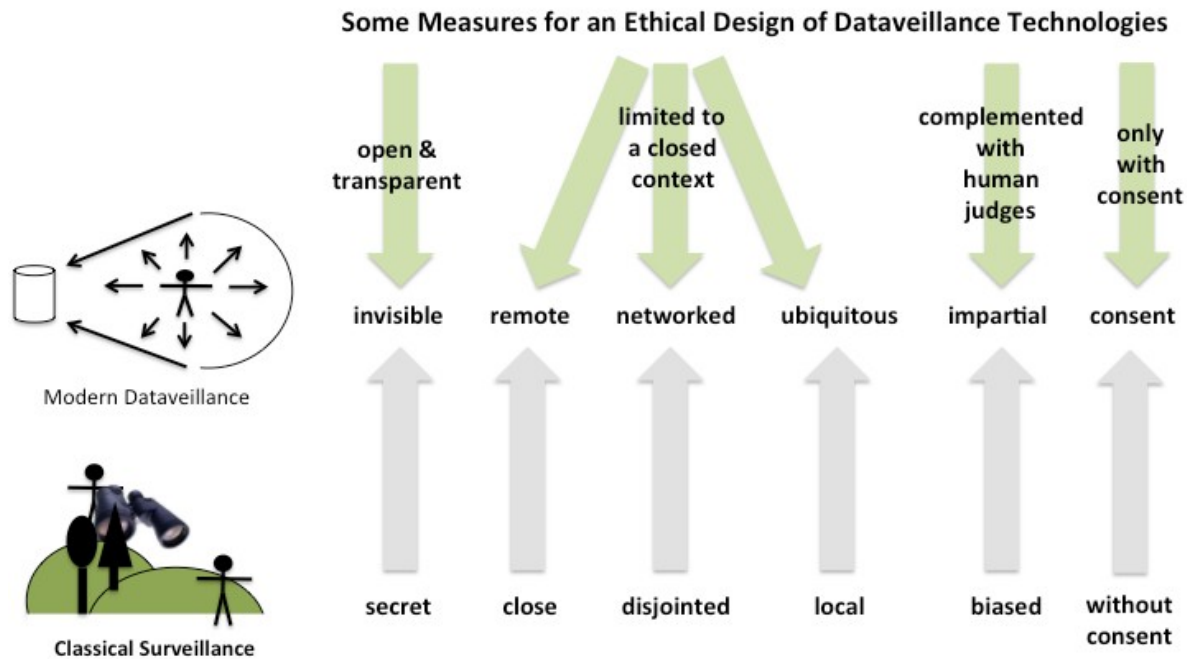 Some Measures for an Ethical Design of Dataveillance Technologies
open &
transparent
limited to
a closed
context
complemented
with
human
judges
only
with
consent
invisible
remote
networked
ubiquitous
impartial
consent
Modern Dataveillance
secret
close
disjointed
local
biased
without
consent
Classical Surveillance